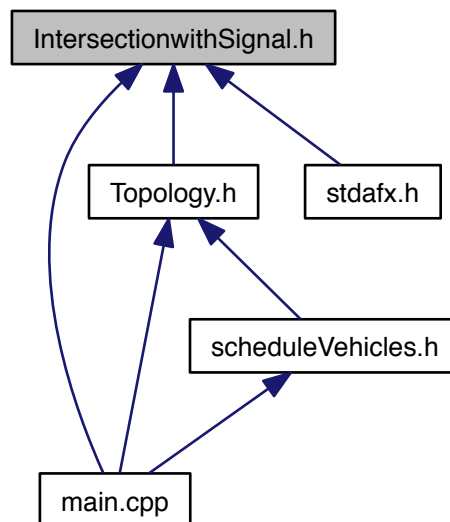 IntersectionwithSignal.h
Topology.h
stdafx.h
scheduleVehicles.h
main.cpp